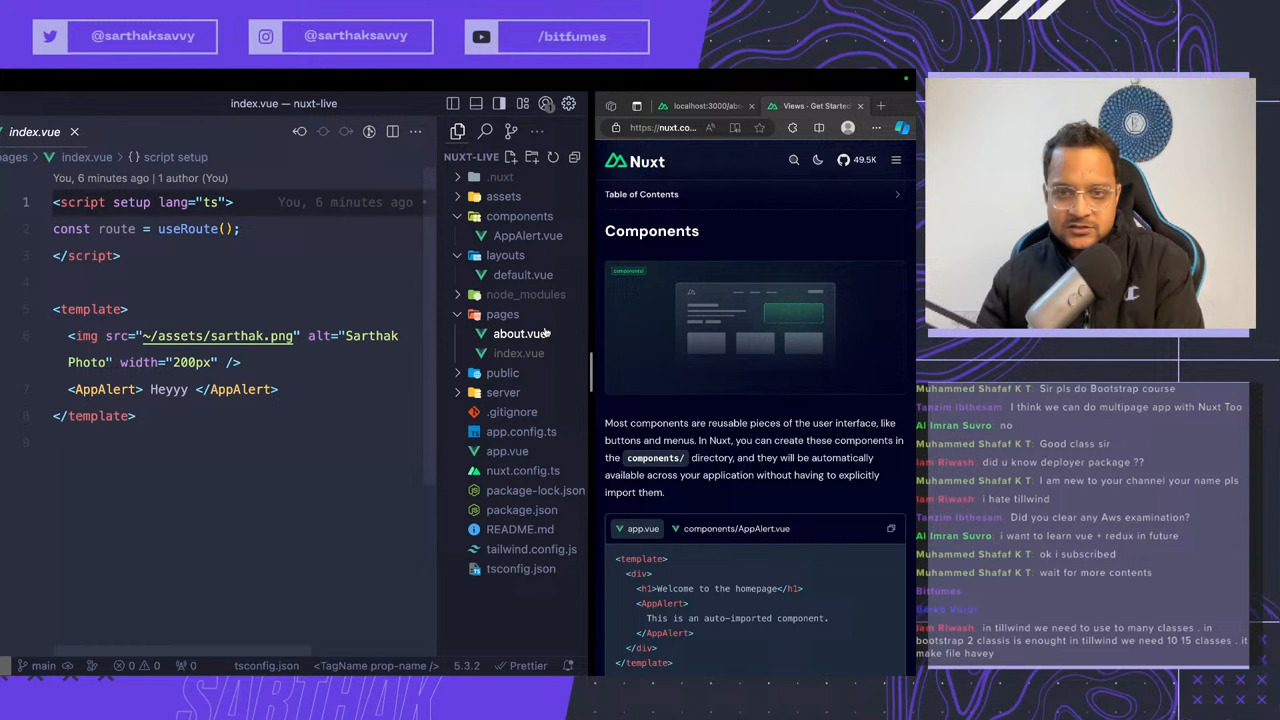 @sarthaksavvy
@sarthaksavvy
/bitfumes
index.vue — nuxt-live
index.vue
pages > index.vue > {} script setup
You, 6 minutes ago | 1 author (You)
1 <script setup lang="ts"> You, 6 minutes ago •
2 const route = useRoute();
3 </script>
4
5 <template>
6 <img src="~/assets/sarthak.png" alt="Sarthak
Photo" width="200px" />
7 <AppAlert> Heyyy </AppAlert>
8 </template>
9
NUXT-LIVE
.nuxt
assets
components
AppAlert.vue
layouts
default.vue
node_modules
pages
about.vue
index.vue
public
server
.gitignore
app.config.ts
app.vue
nuxt.config.ts
package-lock.json
package.json
README.md
tailwind.config.js
tsconfig.json
main
0 0
0
tsconfig.json
<TagName prop-name />
5.3.2
Prettier
localhost:3000/abo
Views - Get Started
https://nuxt.co...
Nuxt
49.5K
Table of Contents
Components
components/
Most components are reusable pieces of the user interface, like
buttons and menus. In Nuxt, you can create these components in
the components/ directory, and they will be automatically
available across your application without having to explicitly
import them.
app.vue
components/AppAlert.vue
<template>
<div>
<h1>Welcome to the homepage</h1>
<AppAlert>
This is an auto-imported component.
</AppAlert>
</div>
</template>
Muhammed Shafaf K T: Sir pls do Bootstrap course
Tanzim Ibthesam: I think we can do multipage app with Nuxt Too
Al Imran Suvro: no
Muhammed Shafaf K T: Good class sir
Iam Riwash: did u know deployer package ??
Muhammed Shafaf K T: I am new to your channel your name pls
Iam Riwash: i hate tillwind
Tanzim Ibthesam: Did you clear any Aws examination?
Al Imran Suvro: i want to learn vue + redux in future
Muhammed Shafaf K T: ok i subscribed
Muhammed Shafaf K T: wait for more contents
Bitfumes
Iam Riwash: in tillwind we need to use to many classes . in
bootstrap 2 classis is enought in tillwind we need 10 15 classes . it
make file havey
SARTHAK